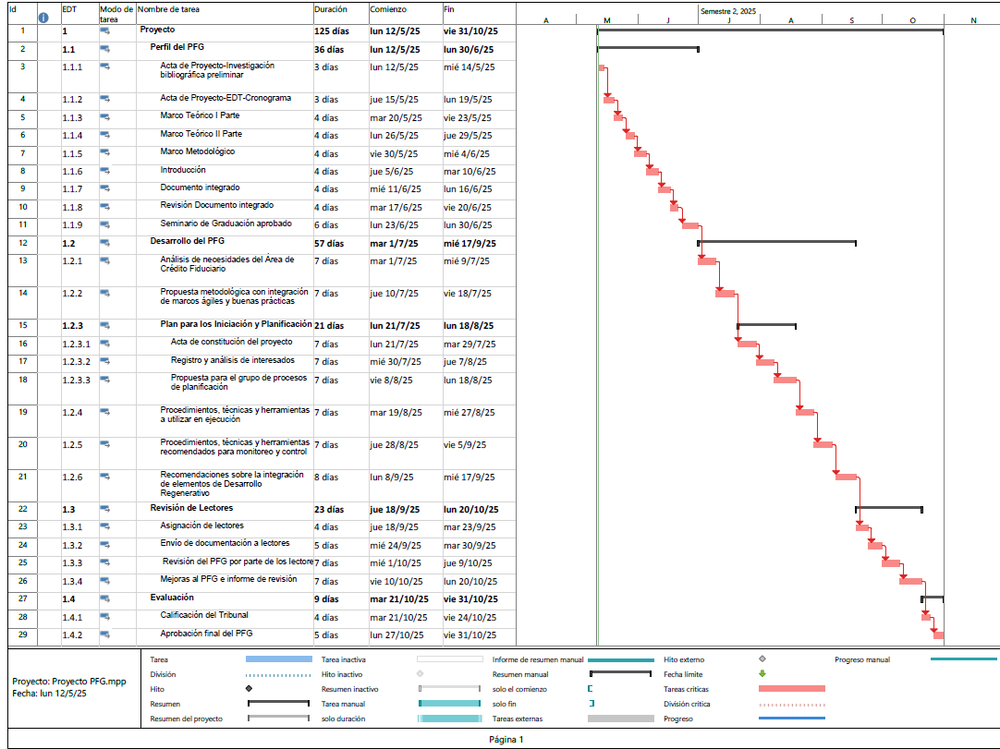 Id EDT Modo de tarea Nombre de tarea Duración Comienzo Fin
Semestre 2, 2025
A M J J A S O N
1 1 Proyecto 125 días lun 12/5/25 vie 31/10/25
2 1.1 Perfil del PFG 36 días lun 12/5/25 lun 30/6/25
3 1.1.1 Acta de Proyecto-Investigación bibliográfica preliminar 3 días lun 12/5/25 mié 14/5/25
4 1.1.2 Acta de Proyecto-EDT-Cronograma 3 días jue 15/5/25 lun 19/5/25
5 1.1.3 Marco Teórico I Parte 4 días mar 20/5/25 vie 23/5/25
6 1.1.4 Marco Teórico II Parte 4 días lun 26/5/25 jue 29/5/25
7 1.1.5 Marco Metodológico 4 días vie 30/5/25 mié 4/6/25
8 1.1.6 Introducción 4 días jue 5/6/25 mar 10/6/25
9 1.1.7 Documento integrado 4 días mié 11/6/25 lun 16/6/25
10 1.1.8 Revisión Documento integrado 4 días mar 17/6/25 vie 20/6/25
11 1.1.9 Seminario de Graduación aprobado 6 días lun 23/6/25 lun 30/6/25
12 1.2 Desarrollo del PFG 57 días mar 1/7/25 mié 17/9/25
13 1.2.1 Análisis de necesidades del Área de Crédito Fiduciario 7 días mar 1/7/25 mié 9/7/25
14 1.2.2 Propuesta metodológica con integración de marcos ágiles y buenas prácticas 7 días jue 10/7/25 vie 18/7/25
15 1.2.3 Plan para los Iniciación y Planificación 21 días lun 21/7/25 lun 18/8/25
16 1.2.3.1 Acta de constitución del proyecto 7 días lun 21/7/25 mar 29/7/25
17 1.2.3.2 Registro y análisis de interesados 7 días mié 30/7/25 jue 7/8/25
18 1.2.3.3 Propuesta para el grupo de procesos de planificación 7 días vie 8/8/25 lun 18/8/25
19 1.2.4 Procedimientos, técnicas y herramientas a utilizar en ejecución 7 días mar 19/8/25 mié 27/8/25
20 1.2.5 Procedimientos, técnicas y herramientas recomendados para monitoreo y control 7 días jue 28/8/25 vie 5/9/25
21 1.2.6 Recomendaciones sobre la integración de elementos de Desarrollo Regenerativo 8 días lun 8/9/25 mié 17/9/25
22 1.3 Revisión de Lectores 23 días jue 18/9/25 lun 20/10/25
23 1.3.1 Asignación de lectores 4 días jue 18/9/25 mar 23/9/25
24 1.3.2 Envío de documentación a lectores 5 días mié 24/9/25 mar 30/9/25
25 1.3.3 Revisión del PFG por parte de los lectore 7 días mié 1/10/25 jue 9/10/25
26 1.3.4 Mejoras al PFG e informe de revisión 7 días vie 10/10/25 lun 20/10/25
27 1.4 Evaluación 9 días mar 21/10/25 vie 31/10/25
28 1.4.1 Calificación del Tribunal 4 días mar 21/10/25 vie 24/10/25
29 1.4.2 Aprobación final del PFG 5 días lun 27/10/25 vie 31/10/25
Proyecto: Proyecto PFG.mpp
Fecha: lun 12/5/25
Tarea Tarea inactiva Informe de resumen manual Hito externo Progreso manual
División Hito inactivo Resumen manual Fecha límite
Hito Resumen inactivo solo el comienzo Tareas críticas
Resumen Tarea manual solo fin División crítica
Resumen del proyecto solo duración Tareas externas Progreso
Página 1